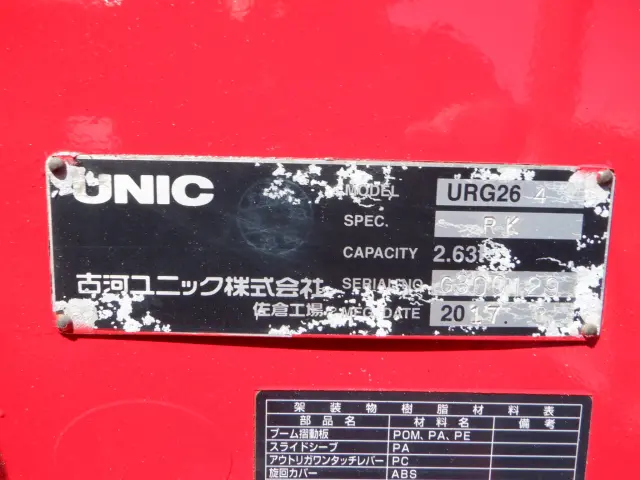 UNIC
MODEL URG26 4
SPEC. RK
CAPACITY 2.63
古河ユニック株式会社 SERIAL NO
佐倉工場 MFG. DATE 2017
架装物樹脂材料表
部品名 材料名 備考
ブーム摺動板 POM、PA、PE
スライドシーブ PA
アウトリガワンタッチレバー PC
旋回カバー ABS